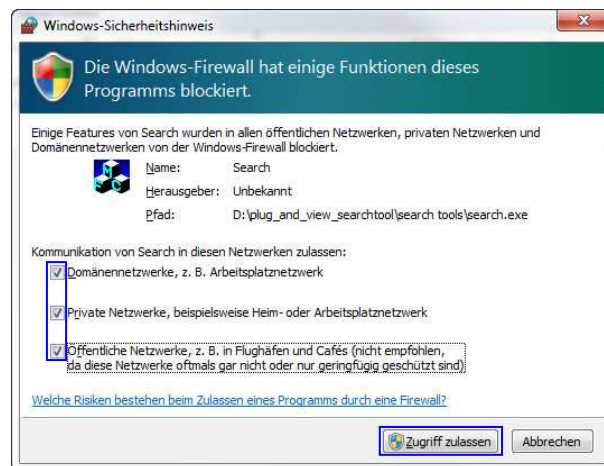 Windows-Sicherheitshinweis
Die Windows-Firewall hat einige Funktionen dieses
Programms blockiert.
Einige Features von Search wurden in allen öffentlichen Netzwerken, privaten Netzwerken und
Domänennetzwerken von der Windows-Firewall blockiert.
Name: Search
Herausgeber: Unbekannt
Pfad: D:\plug_and_view_searchtool\search tools\search.exe
Kommunikation von Search in diesen Netzwerken zulassen:
Domänennetzwerke, z. B. Arbeitsplatznetzwerk
Private Netzwerke, beispielsweise Heim- oder Arbeitsplatznetzwerk
Öffentliche Netzwerke, z. B. in Flughäfen und Cafés (nicht empfohlen,
da diese Netzwerke oftmals gar nicht oder nur geringfügig geschützt sind)
Welche Risiken bestehen beim Zulassen eines Programms durch eine Firewall?
Zugriff zulassen Abbrechen